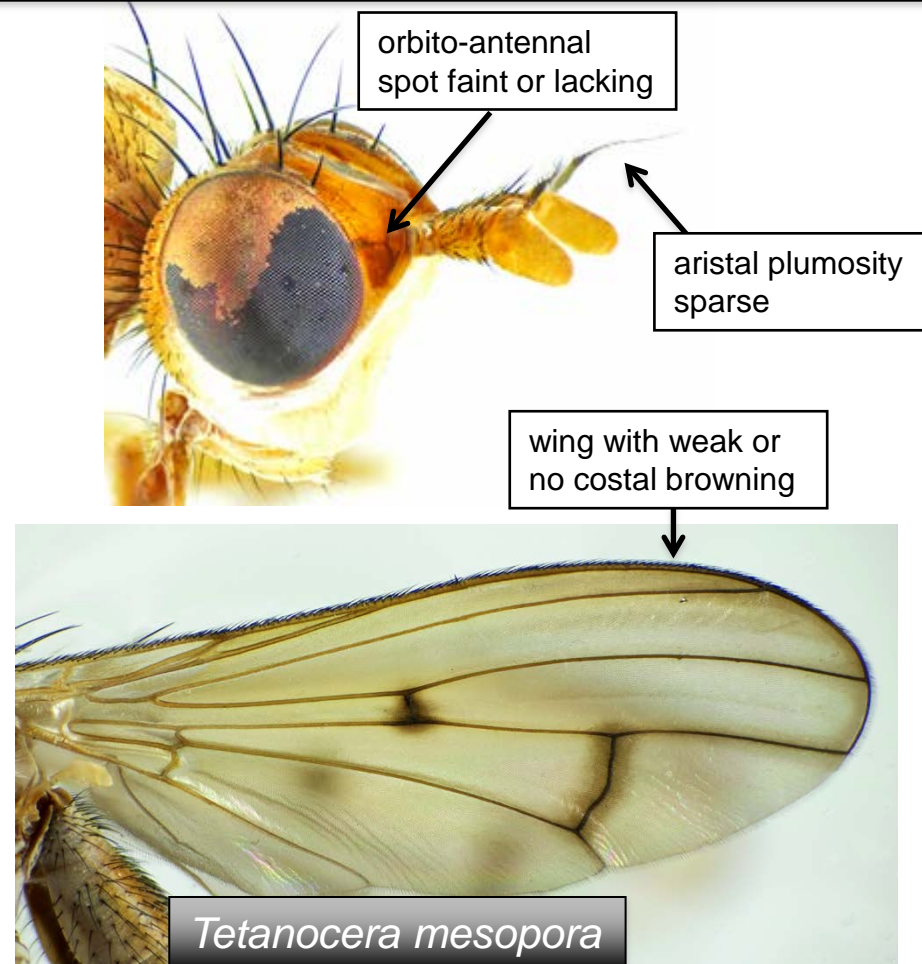 orbito-antennal
spot faint or lacking
aristal plumosity
sparse
wing with weak or
no costal browning
Tetanocera mesopora